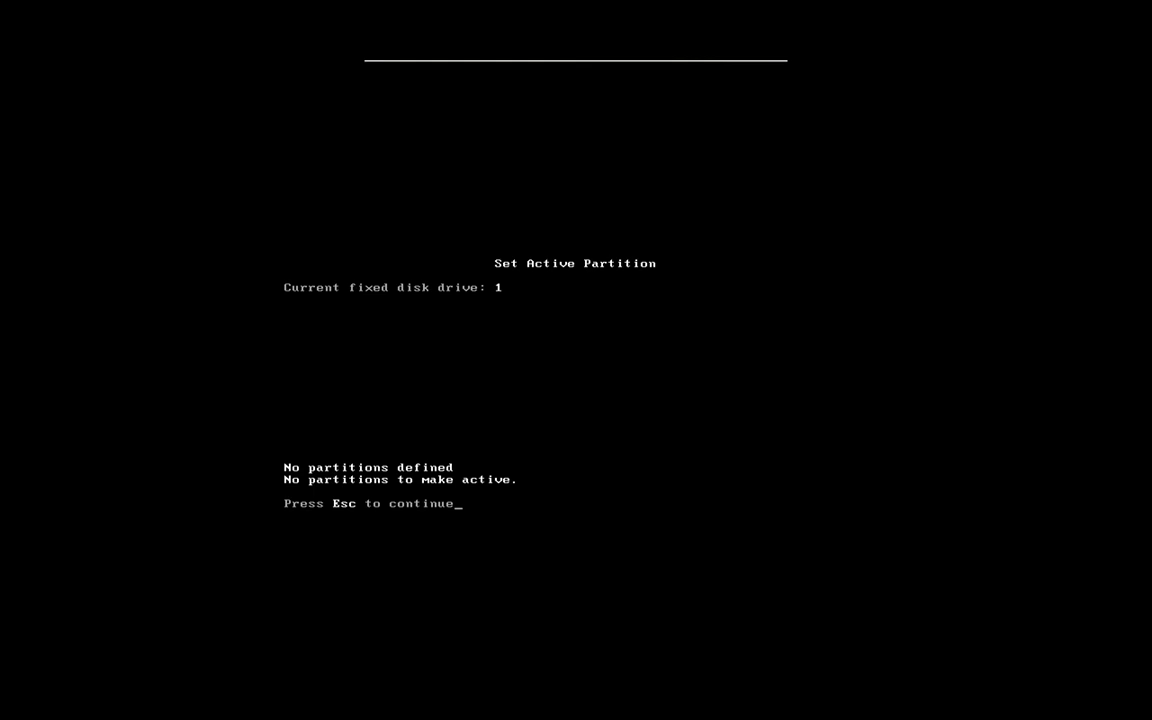 Set Active Partition
Current fixed disk drive: 1
No partitions defined
No partitions to make active.
Press Esc to continue_